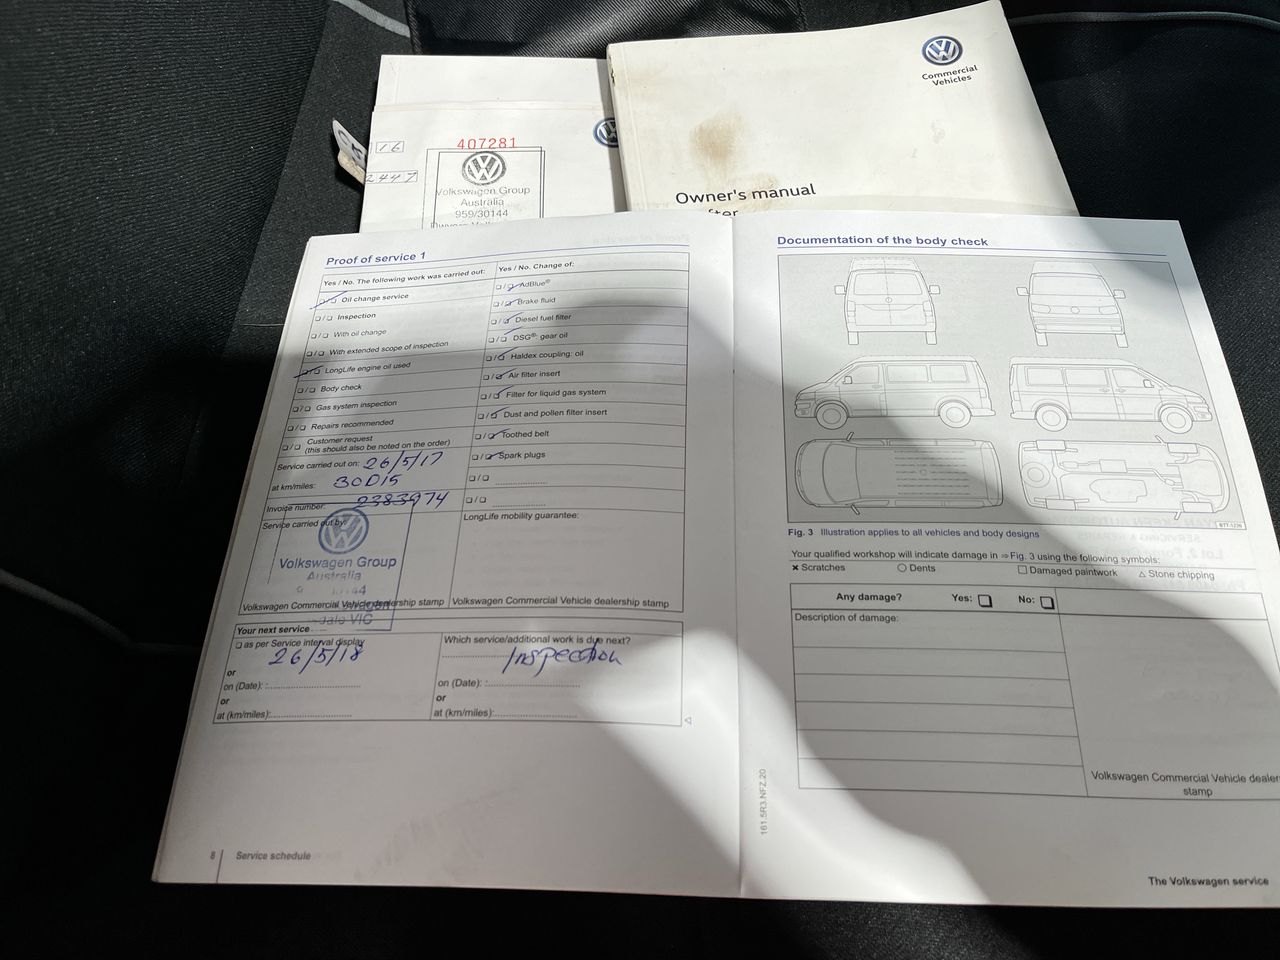 Commercial
Vehicles
Owner's manual
16
407281
2447
Volkswagen Group
Australia
959/30144
Proof of service 1
Yes / No. The following work was carried out:
Oil change service
Inspection
With oil change
With extended scope of inspection
LongLife engine oil used
Body check
Gas system inspection
Repairs recommended
Customer request
(this should also be noted on the order)
Service carried out on: 26/5/17
at km/miles:
Invoice number: 2383974
Service carried out by:
Volkswagen Group
Australia
Volkswagen Commercial Vehicle dealership stamp
Yes / No. Change of:
AdBlue®
Brake fluid
Diesel fuel filter
DSG®: gear oil
Haldex coupling: oil
Air filter insert
Filter for liquid gas system
Dust and pollen filter insert
Toothed belt
Spark plugs
LongLife mobility guarantee:
Volkswagen Commercial Vehicle dealership stamp
Your next service
as per Service interval display
26/5/18
or
on (Date):
or
at (km/miles):
Which service/additional work is due next?
Inspection
on (Date):
or
at (km/miles):
8 Service schedule
Documentation of the body check
Fig. 3 Illustration applies to all vehicles and body designs
Your qualified workshop will indicate damage in ⇒ Fig. 3 using the following symbols:
× Scratches ○ Dents □ Damaged paintwork △ Stone chipping
Any damage? Yes: No:
Description of damage:
Volkswagen Commercial Vehicle dealer
stamp
161.5R3.NFZ.20
The Volkswagen service